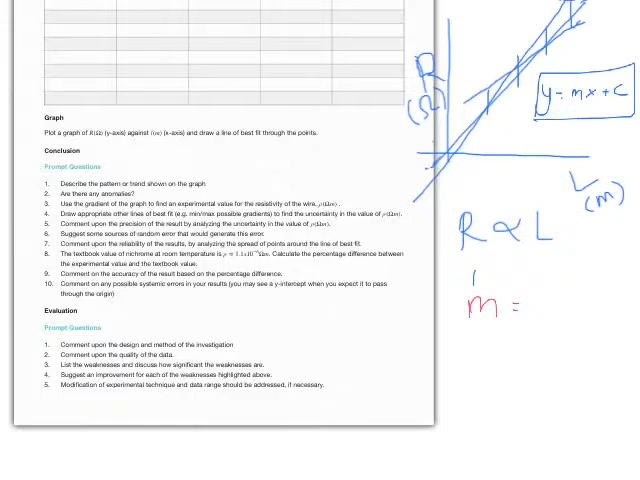 Graph
Plot a graph of R(Ω) (y-axis) against l(m) (x-axis) and draw a line of best fit through the points.
Conclusion
Prompt Questions
1. Describe the pattern or trend shown on the graph
2. Are there any anomalies?
3. Use the gradient of the graph to find an experimental value for the resistivity of the wire, ρ(Ωm) .
4. Draw appropriate other lines of best fit (e.g. min/max possible gradients) to find the uncertainty in the value of ρ(Ωm).
5. Comment upon the precision of the result by analyzing the uncertainty in the value of ρ(Ωm).
6. Suggest some sources of random error that would generate this error.
7. Comment upon the reliability of the results, by analyzing the spread of points around the line of best fit.
8. The textbook value of nichrome at room temperature is ρ = 1.1x10⁻⁶Ωm. Calculate the percentage difference between
the experimental value and the textbook value.
9. Comment on the accuracy of the result based on the percentage difference.
10. Comment on any possible systemic errors in your results (you may see a y-intercept when you expect it to pass
through the origin)
Evaluation
Prompt Questions
1. Comment upon the design and method of the investigation
2. Comment upon the quality of the data.
3. List the weaknesses and discuss how significant the weaknesses are.
4. Suggest an improvement for each of the weaknesses highlighted above.
5. Modification of experimental technique and data range should be addressed, if necessary.
R
(Ω)
y = mx + c
L
(m)
R ∝ L
m =